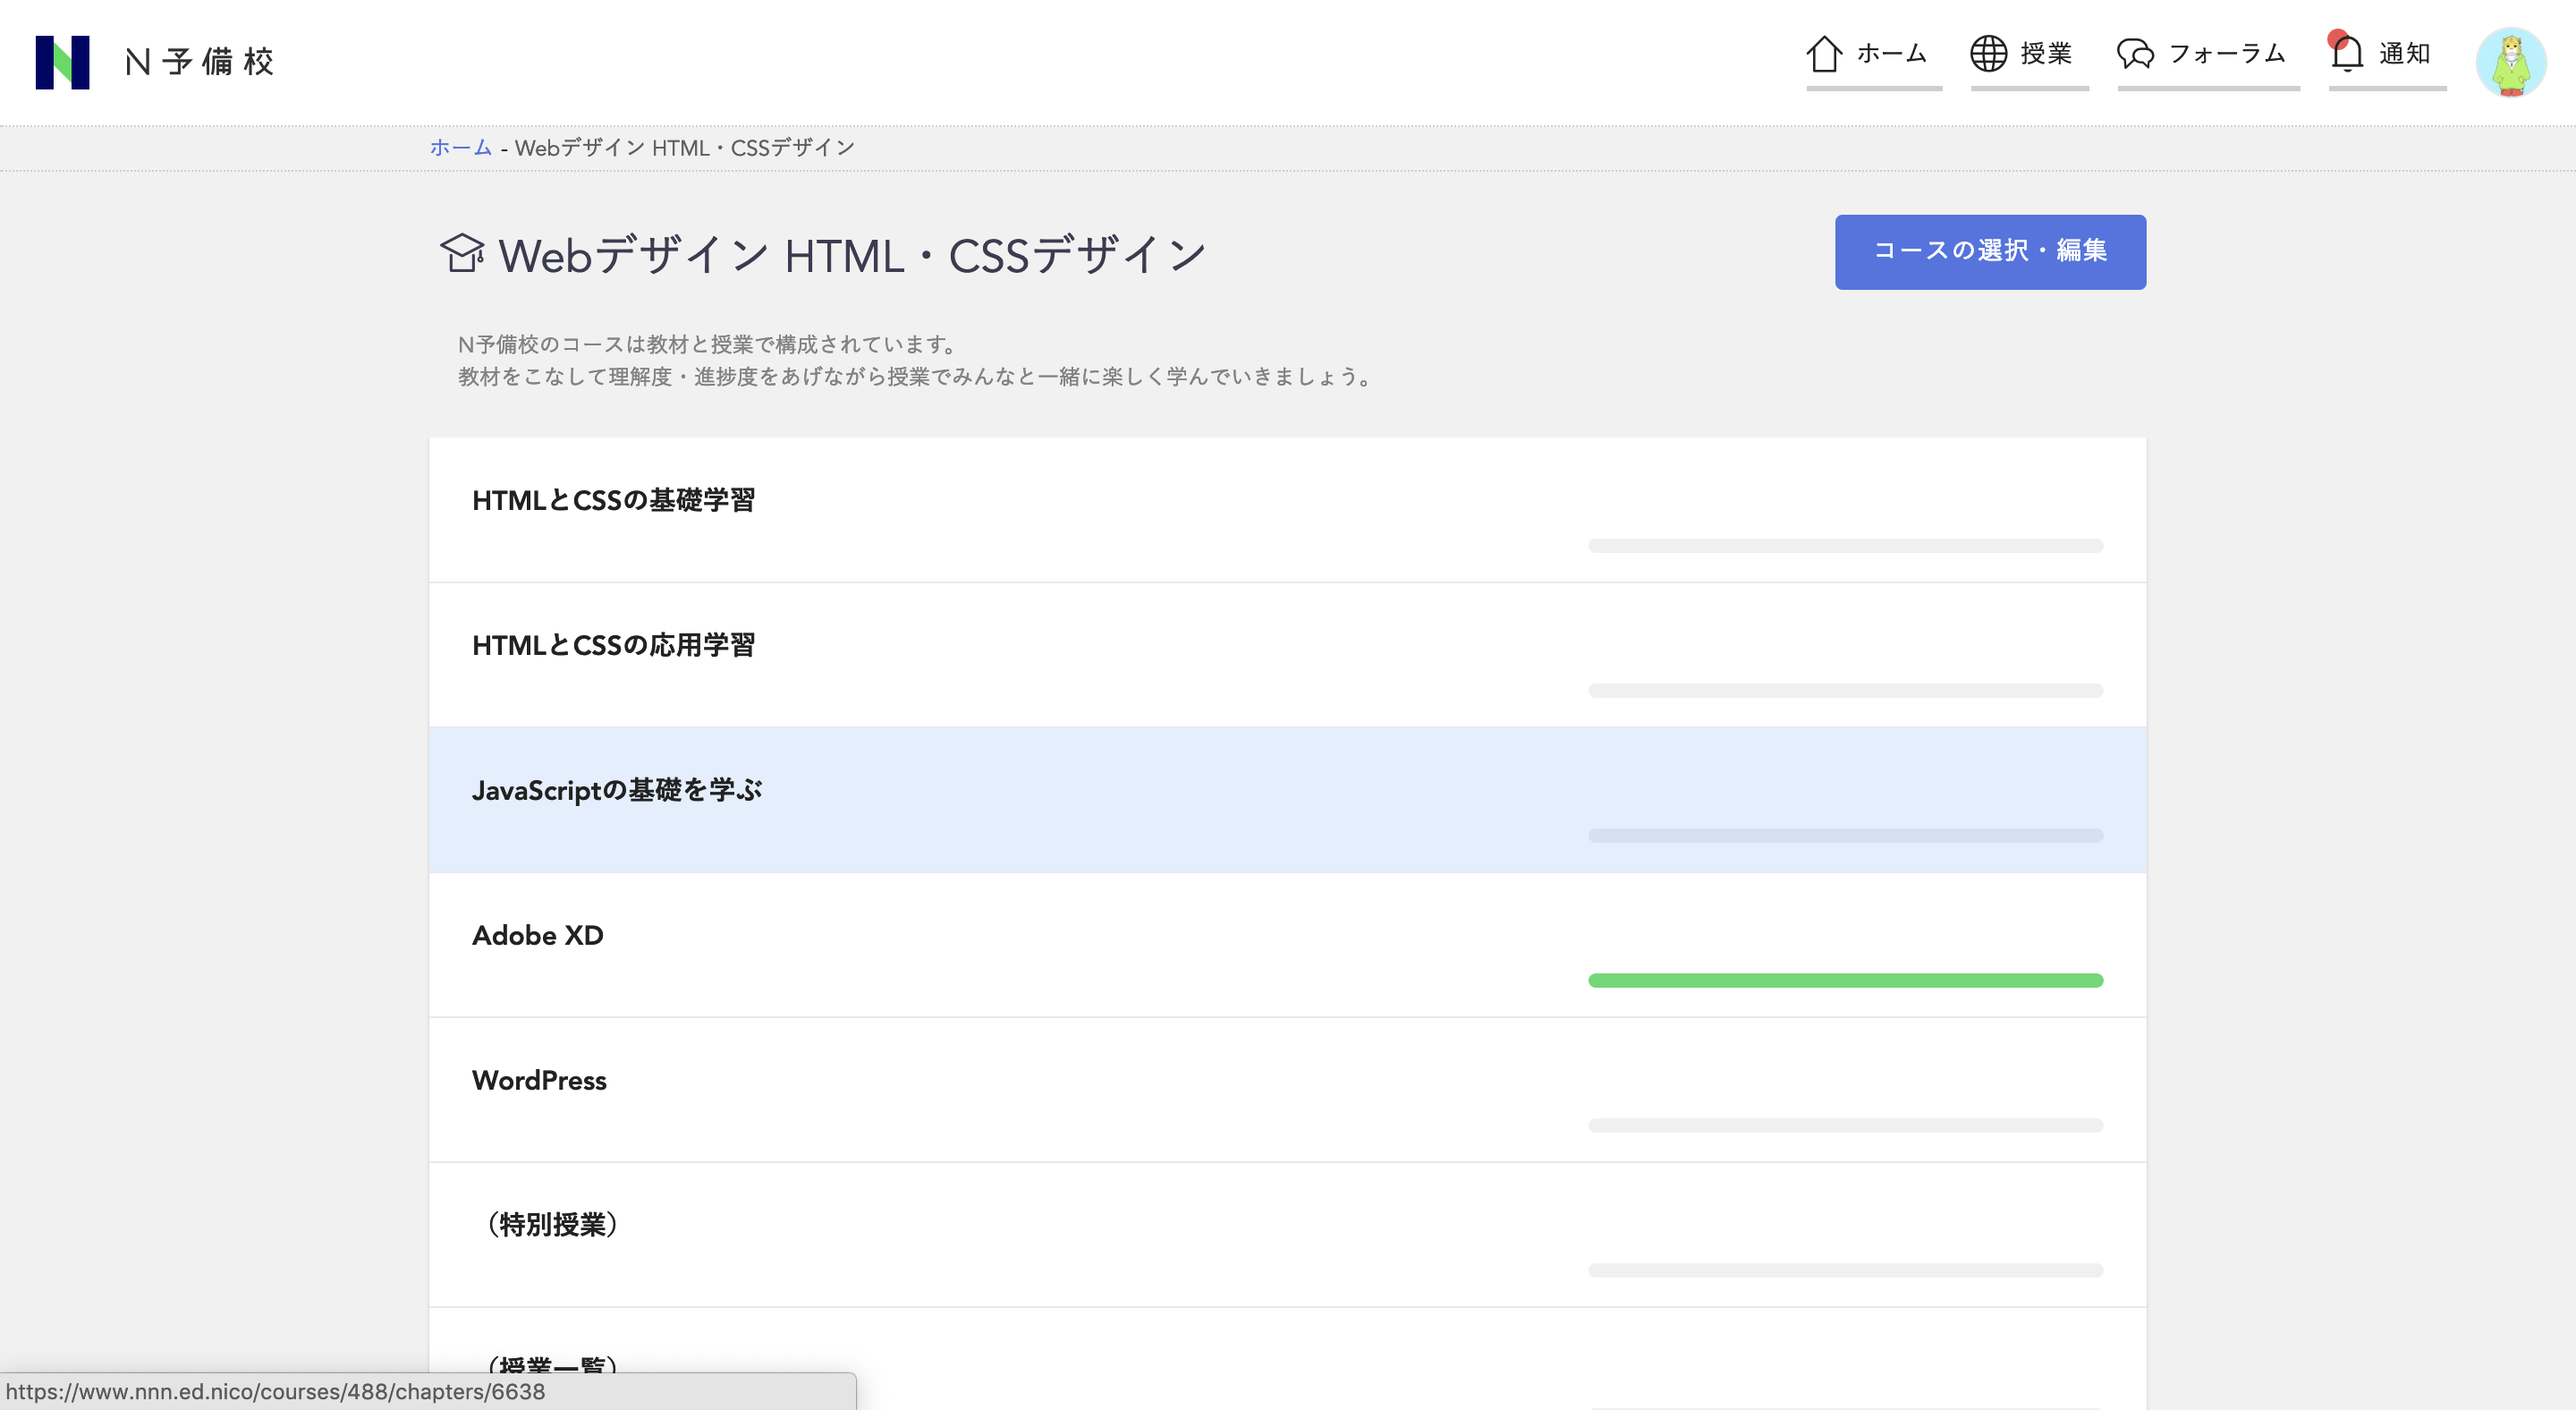 N予備校
ホーム
授業
フォーラム
通知
ホーム - Webデザイン HTML・CSSデザイン
Webデザイン HTML・CSSデザイン
コースの選択・編集
N予備校のコースは教材と授業で構成されています。
教材をこなして理解度・進捗度をあげながら授業でみんなと一緒に楽しく学んでいきましょう。
HTMLとCSSの基礎学習
HTMLとCSSの応用学習
JavaScriptの基礎を学ぶ
Adobe XD
WordPress
（特別授業）
（授業一覧）
https://www.nnn.ed.nico/courses/488/chapters/6638